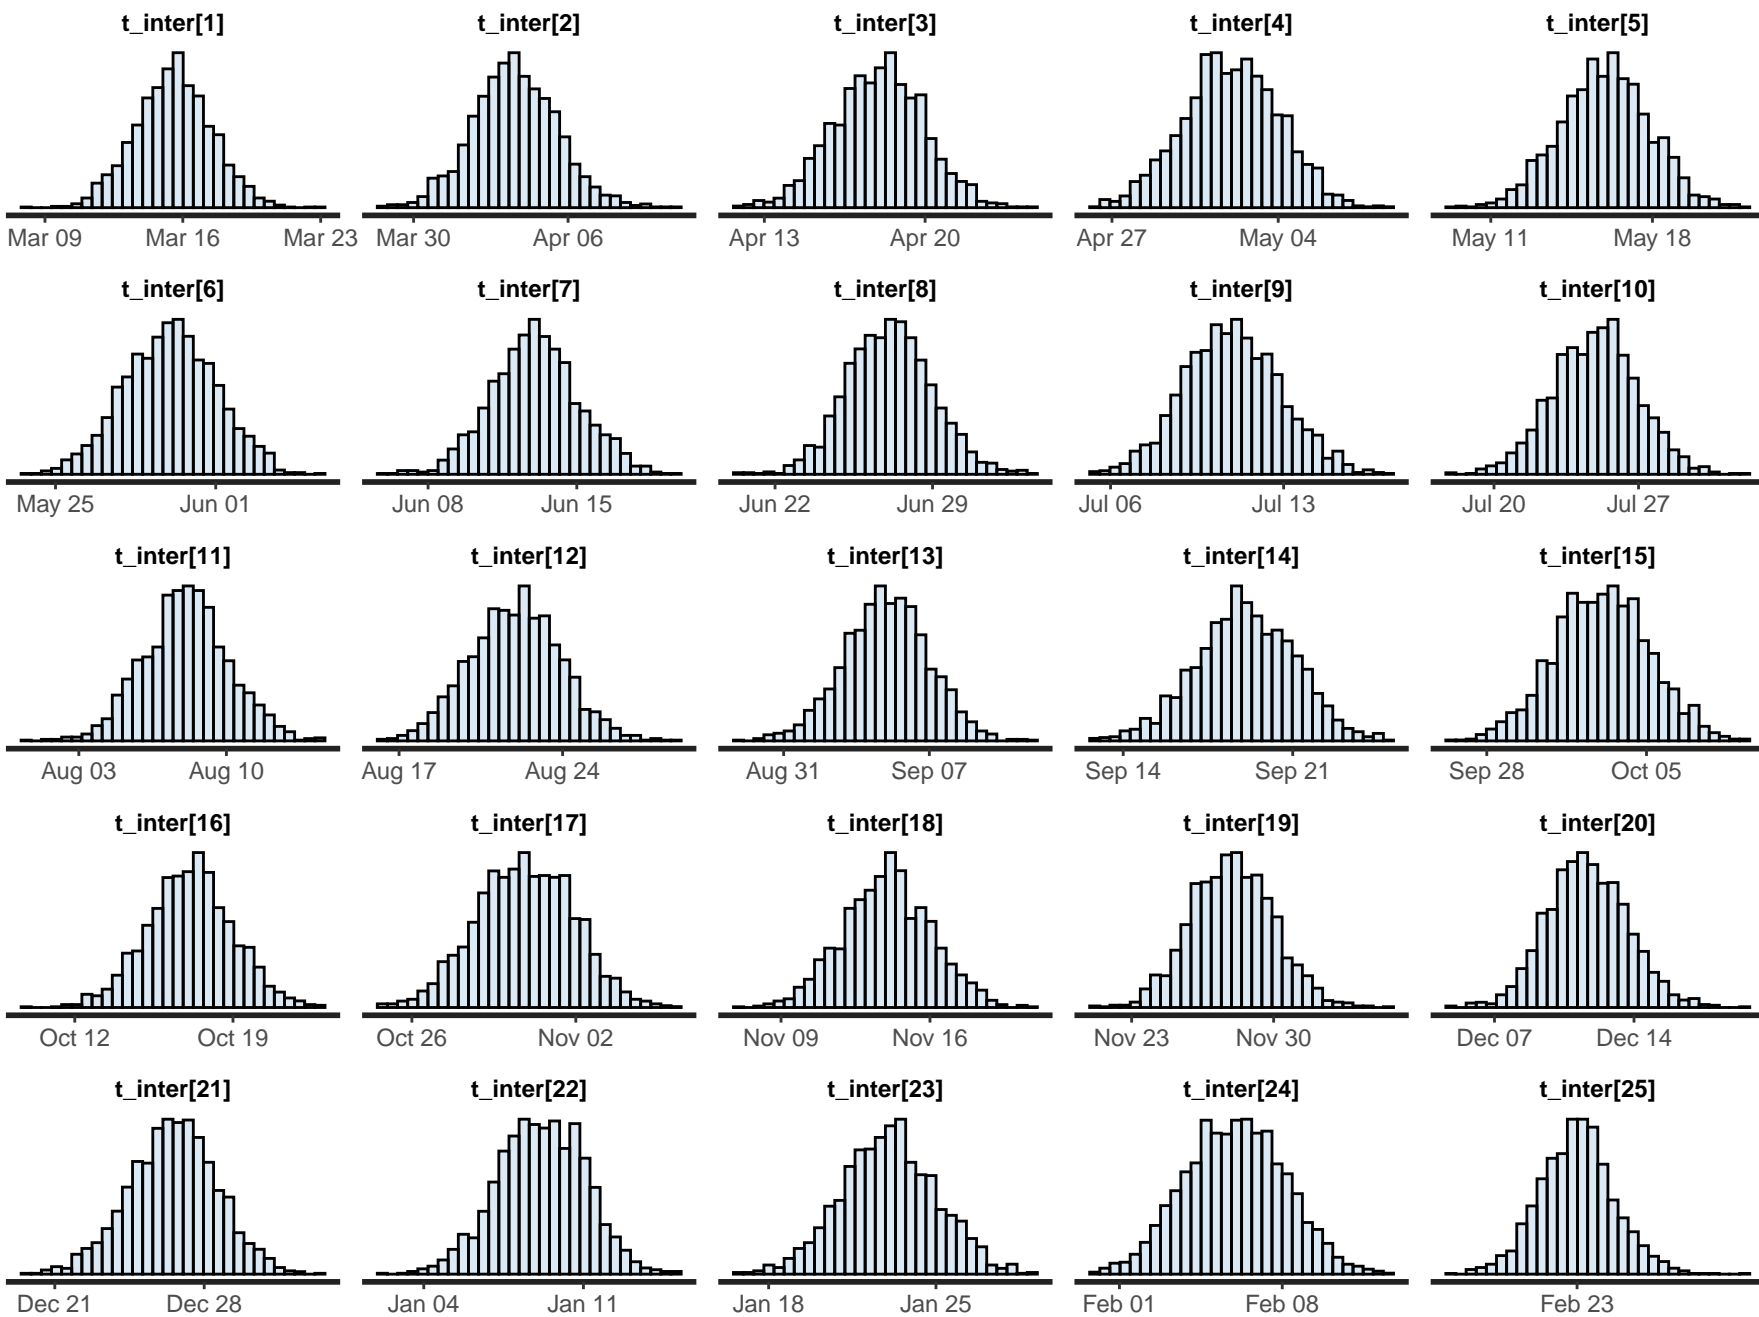 t_inter[1] t_inter[2] t_inter[3] t_inter[4] t_inter[5]
Mar 09 Mar 16 Mar 23 Mar 30 Apr 06 Apr 13 Apr 20 Apr 27 May 04 May 11 May 18
t_inter[6] t_inter[7] t_inter[8] t_inter[9] t_inter[10]
May 25 Jun 01 Jun 08 Jun 15 Jun 22 Jun 29 Jul 06 Jul 13 Jul 20 Jul 27
t_inter[11] t_inter[12] t_inter[13] t_inter[14] t_inter[15]
Aug 03 Aug 10 Aug 17 Aug 24 Aug 31 Sep 07 Sep 14 Sep 21 Sep 28 Oct 05
t_inter[16] t_inter[17] t_inter[18] t_inter[19] t_inter[20]
Oct 12 Oct 19 Oct 26 Nov 02 Nov 09 Nov 16 Nov 23 Nov 30 Dec 07 Dec 14
t_inter[21] t_inter[22] t_inter[23] t_inter[24] t_inter[25]
Dec 21 Dec 28 Jan 04 Jan 11 Jan 18 Jan 25 Feb 01 Feb 08 Feb 23